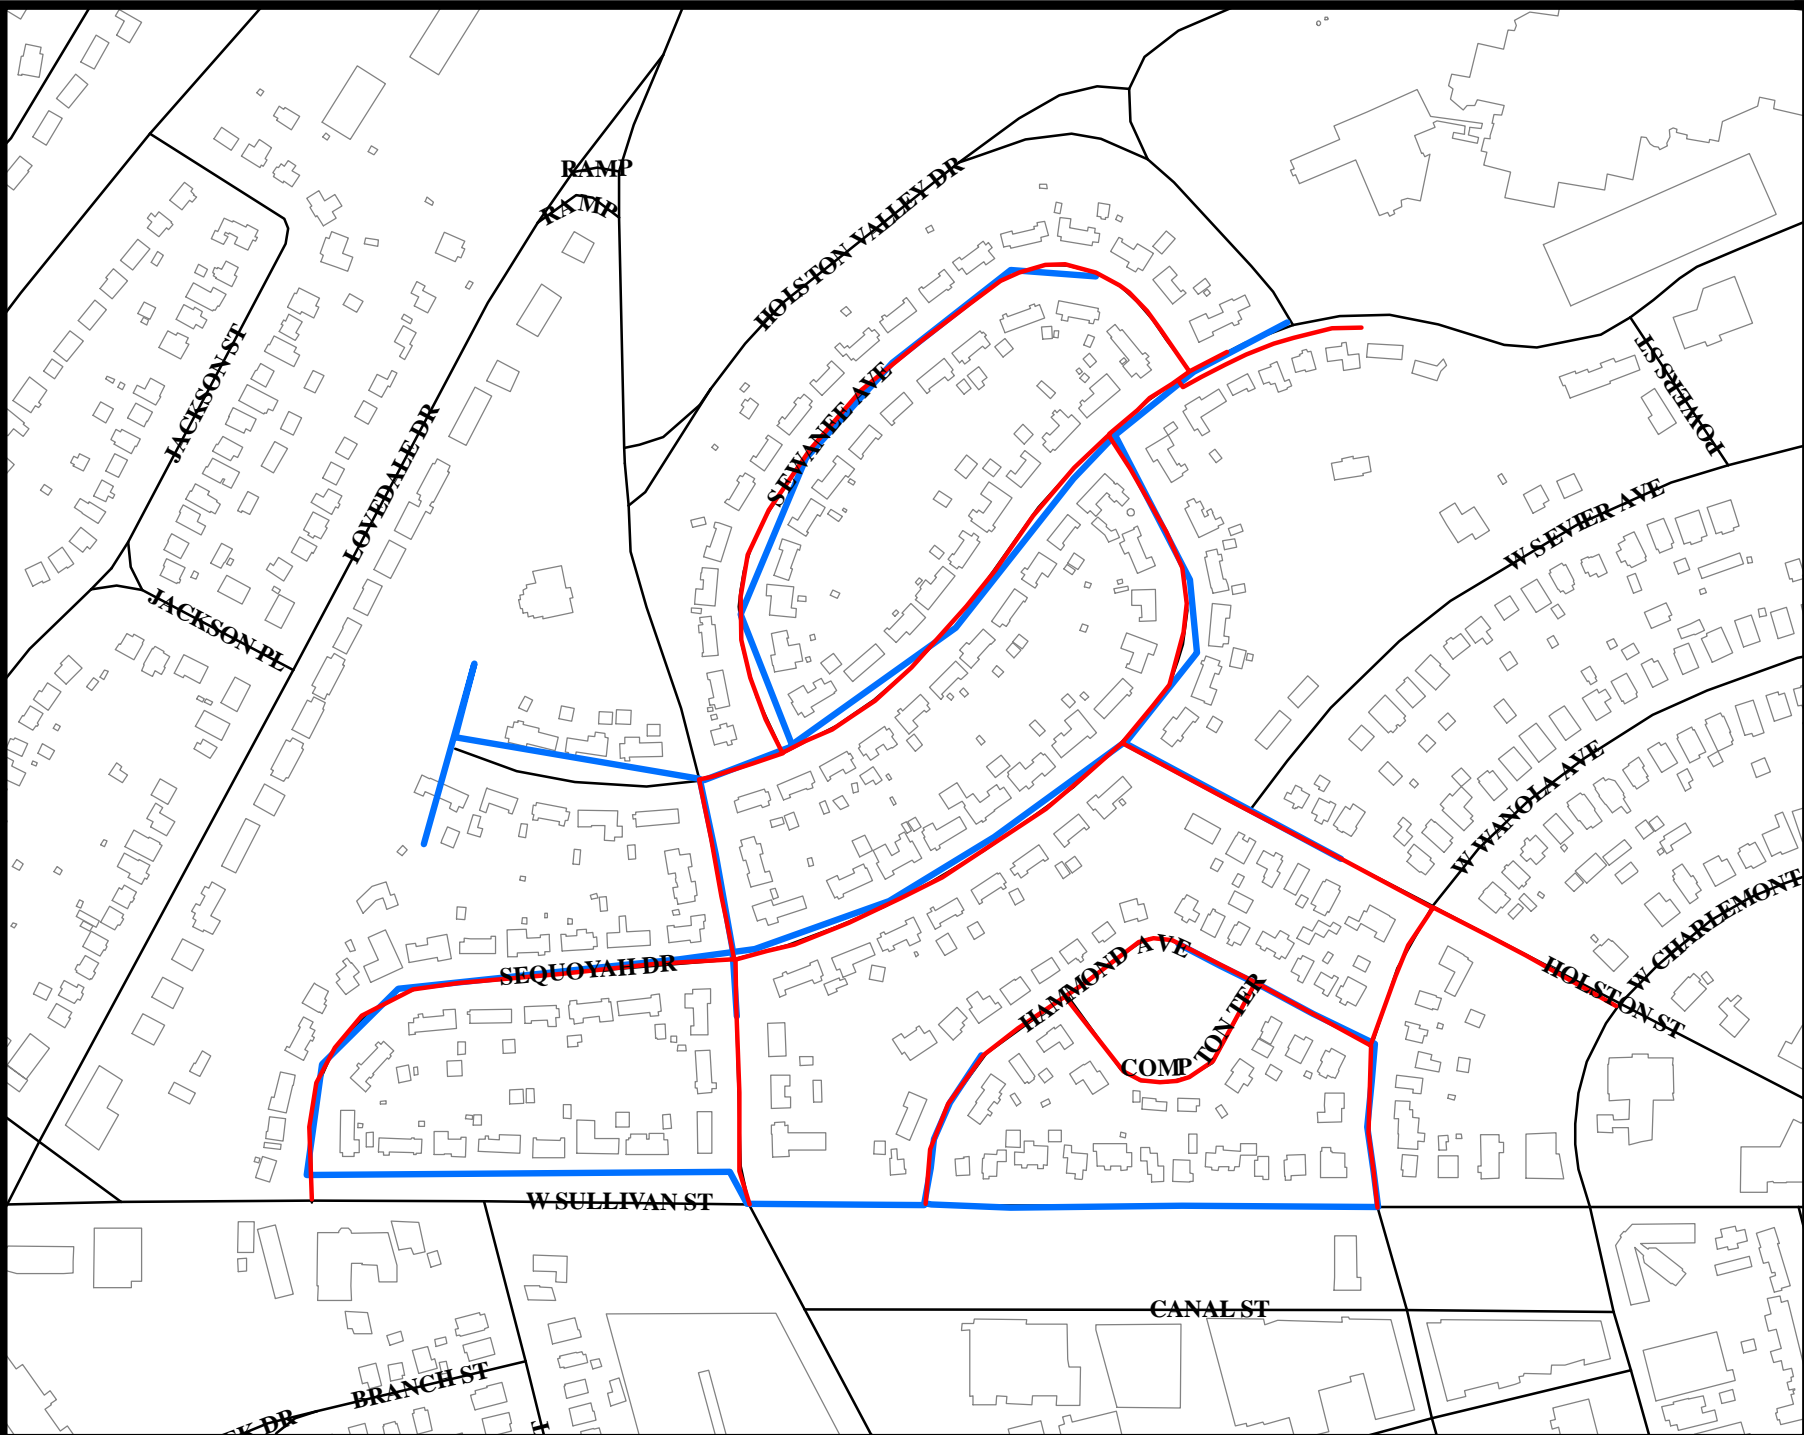 RAMP
RAMP
HOLSTON VALLEY DR
JACKSON ST
LOVEDALE DR
SEWANEE AVE
POWERS ST
W SEVIER AVE
JACKSON PL
W WANOLA AVE
W CHARLEMONT
HAMMOND AVE
SEQUOYAH DR
HOLSTON ST
COMPTON TER
W SULLIVAN ST
CANAL ST
BRANCH ST
DR